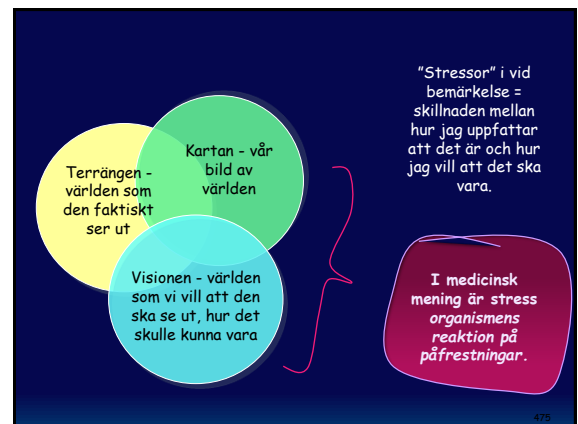 Terrängen -
världen som
den faktiskt
ser ut
Kartan - vår
bild av
världen
Visionen - världen
som vi vill att den
ska se ut, hur det
skulle kunna vara
"Stressor" i vid
bemärkelse =
skillnaden mellan
hur jag uppfattar
att det är och hur
jag vill att det ska
vara.
I medicinsk
mening är stress
organismens
reaktion på
påfrestningar.
475